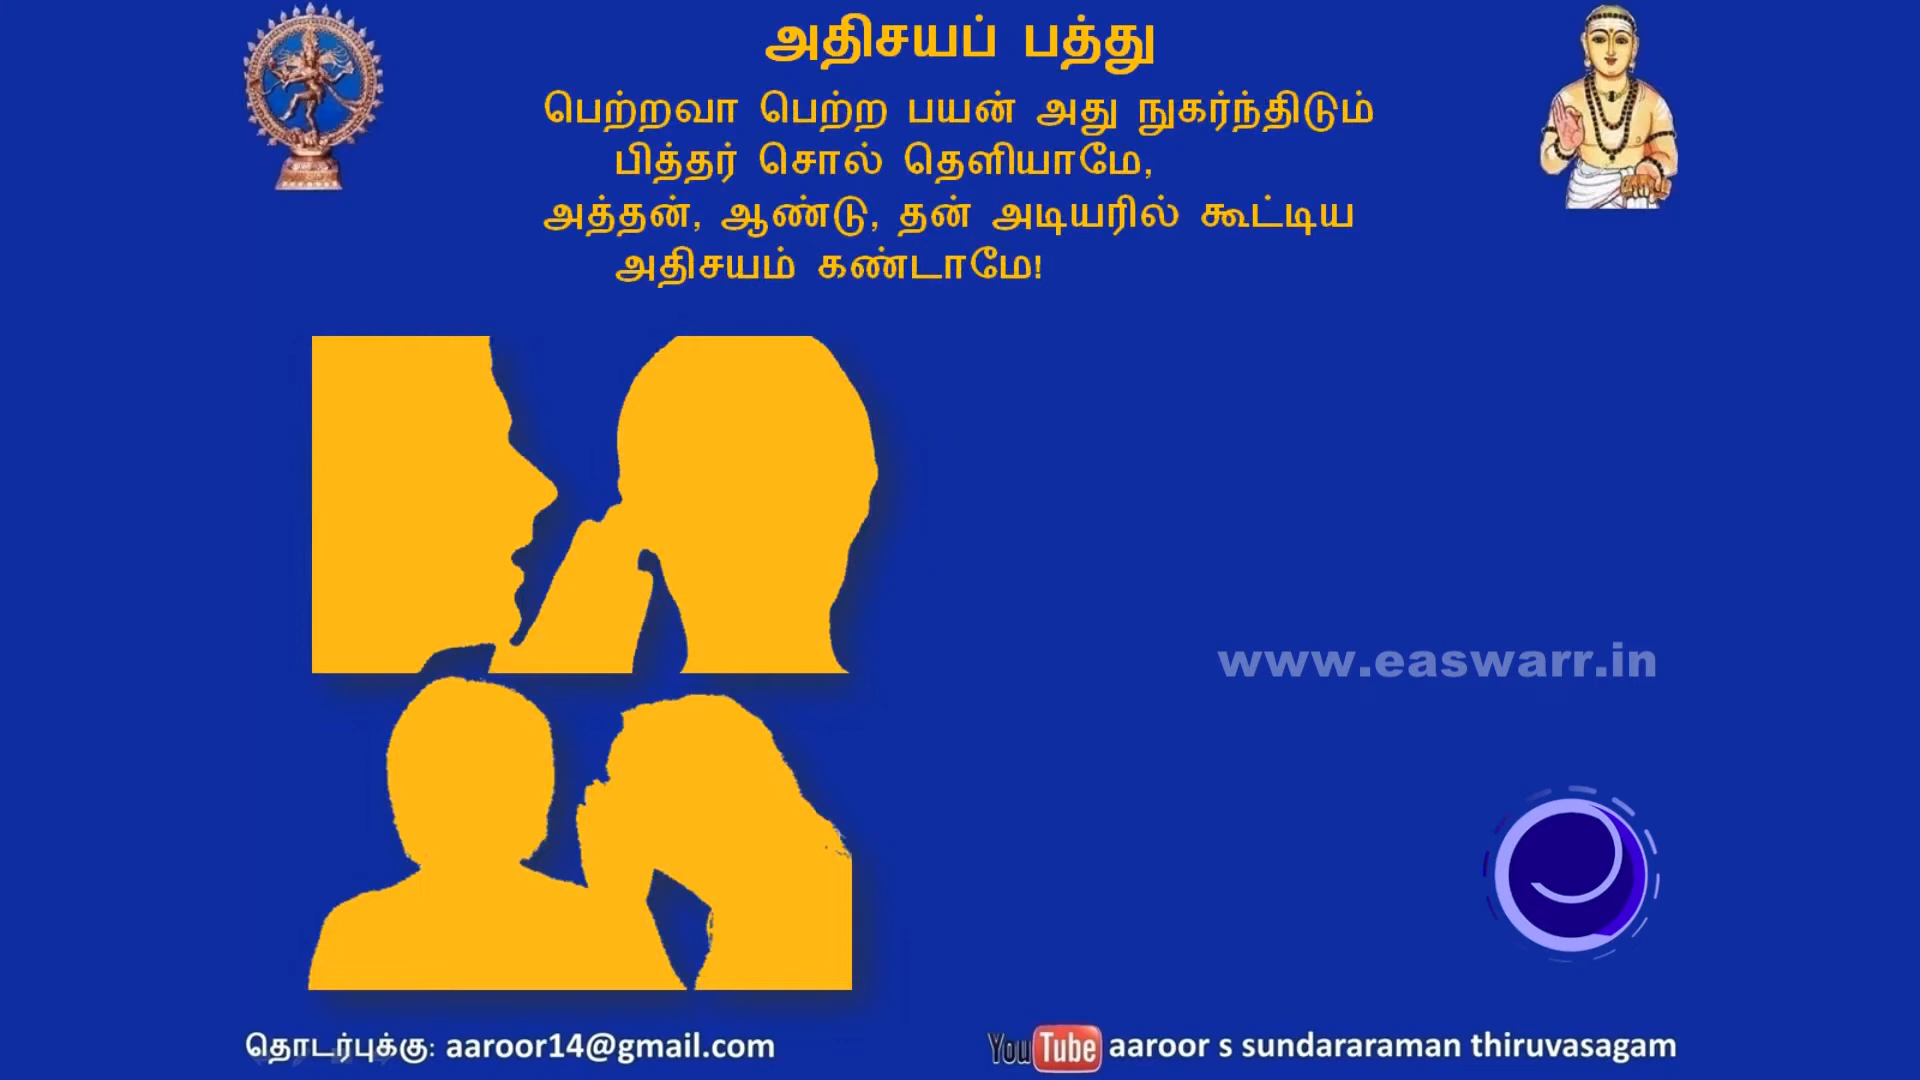 அதிசயப் பத்து
பெற்றவா பெற்ற பயன் அது நுகர்ந்திடும்
பித்தர் சொல் தெளியாமே,
அத்தன், ஆண்டு, தன் அடியரில் கூட்டிய
அதிசயம் கண்டாமே!
www.easwarr.in
தொடர்புக்கு: aaroor14@gmail.com
YouTube aaroor s sundararaman thiruvasagam